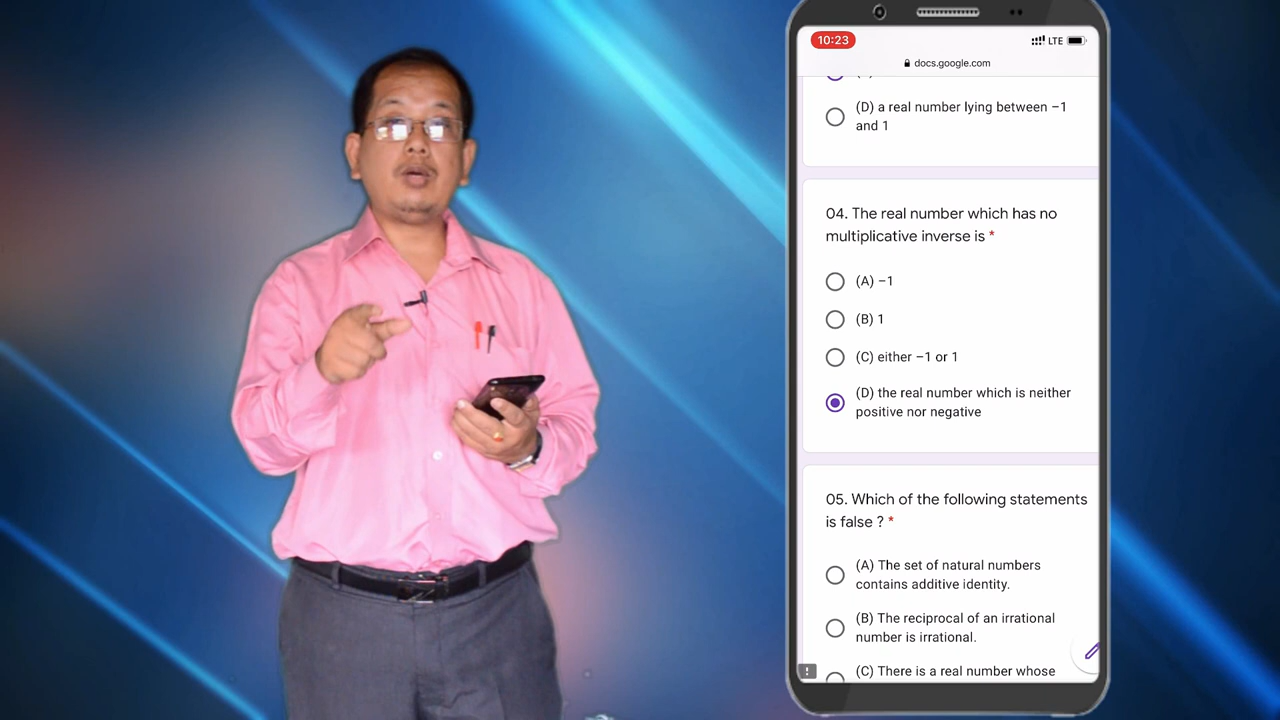 10:23
LTE
docs.google.com
(D) a real number lying between −1
and 1
04. The real number which has no
multiplicative inverse is *
(A) −1
(B) 1
(C) either −1 or 1
(D) the real number which is neither
positive nor negative
05. Which of the following statements
is false ? *
(A) The set of natural numbers
contains additive identity.
(B) The reciprocal of an irrational
number is irrational.
(C) There is a real number whose